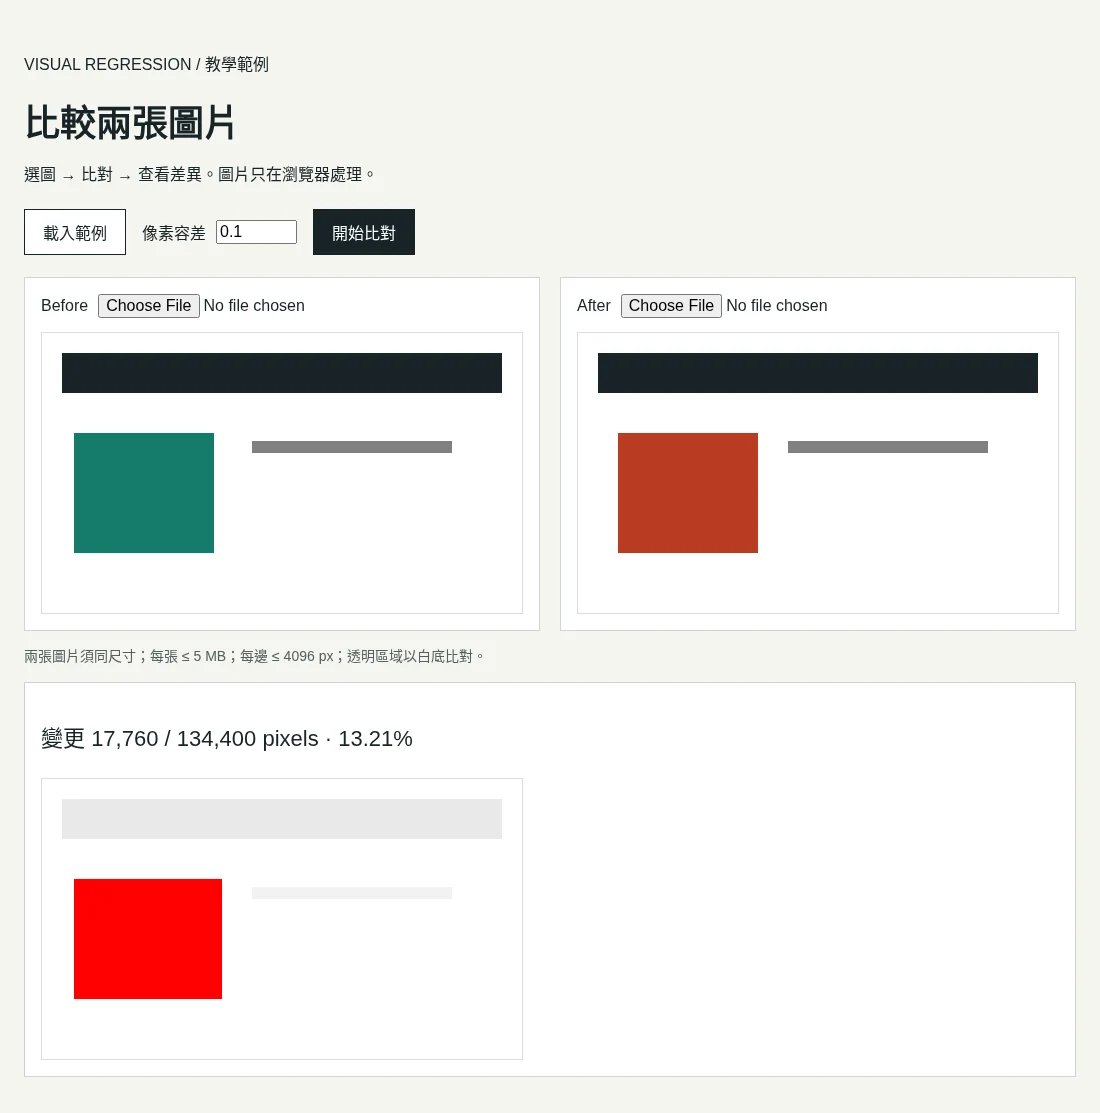 VISUAL REGRESSION / 教學範例
比較兩張圖片
選圖 → 比對 → 查看差異。圖片只在瀏覽器處理。
載入範例 像素容差 0.1 開始比對
Before Choose File No file chosen
After Choose File No file chosen
兩張圖片須同尺寸；每張 ≤ 5 MB；每邊 ≤ 4096 px；透明區域以白底比對。
變更 17,760 / 134,400 pixels · 13.21%